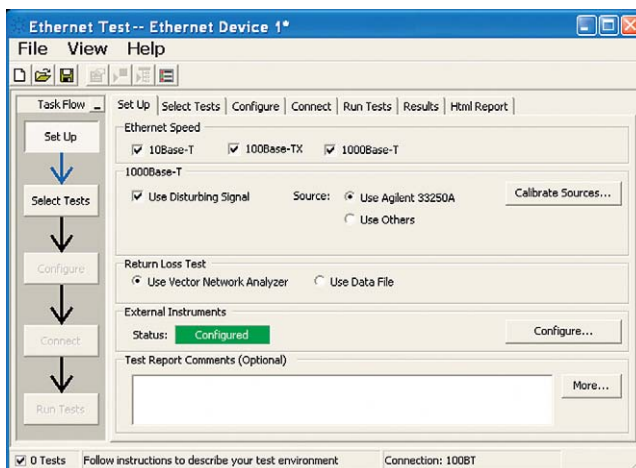 Ethernet Test -- Ethernet Device 1*
File View Help
Task Flow
Set Up
Select Tests
Configure
Connect
Run Tests
Set Up Select Tests Configure Connect Run Tests Results Html Report
Ethernet Speed
10Base-T 100Base-TX 1000Base-T
1000Base-T
Use Disturbing Signal Source: Use Agilent 33250A Calibrate Sources...
Use Others
Return Loss Test
Use Vector Network Analyzer Use Data File
External Instruments
Status: Configured Configure...
Test Report Comments (Optional)
More...
0 Tests Follow instructions to describe your test environment Connection: 100BT